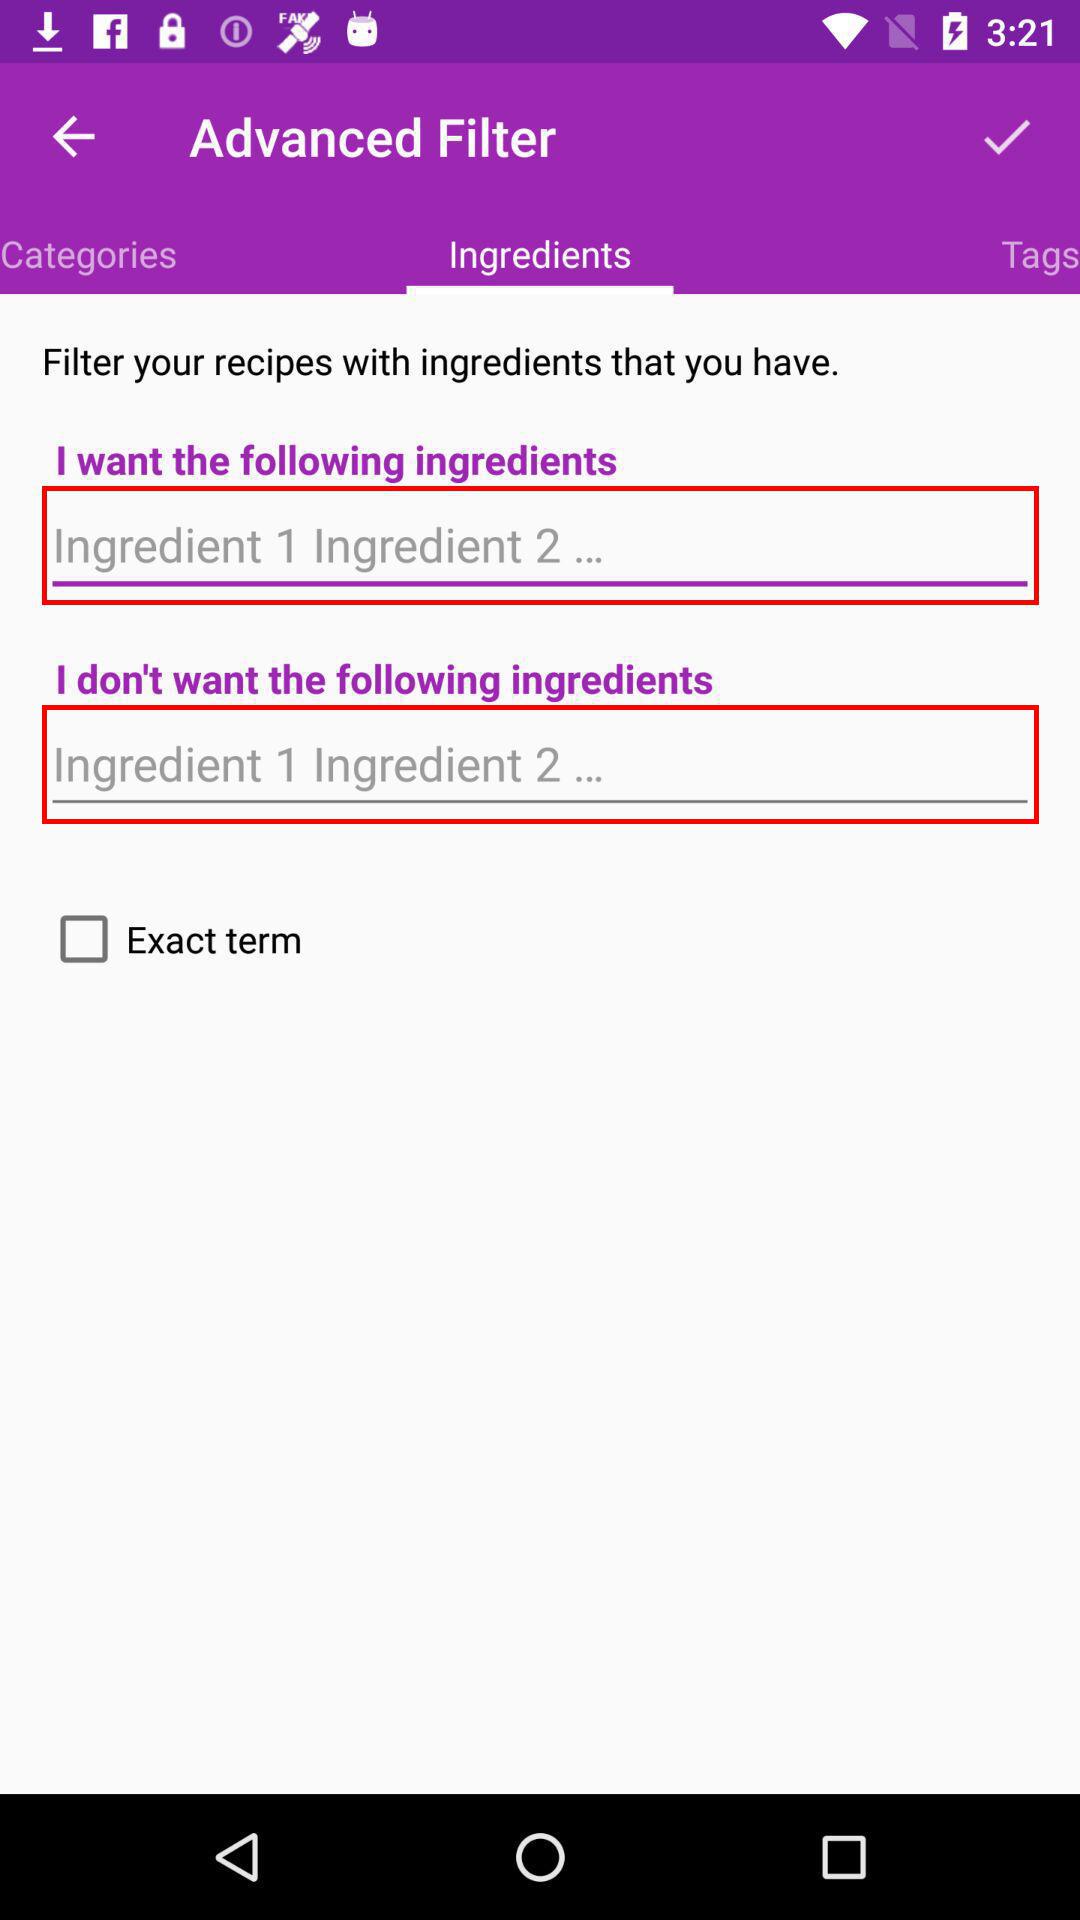 FAKE
3:21
Advanced Filter
Categories
Ingredients
Tags
Filter your recipes with ingredients that you have.
I want the following ingredients
Ingredient 1 Ingredient 2 ...
I don't want the following ingredients
Ingredient 1 Ingredient 2 ...
Exact term